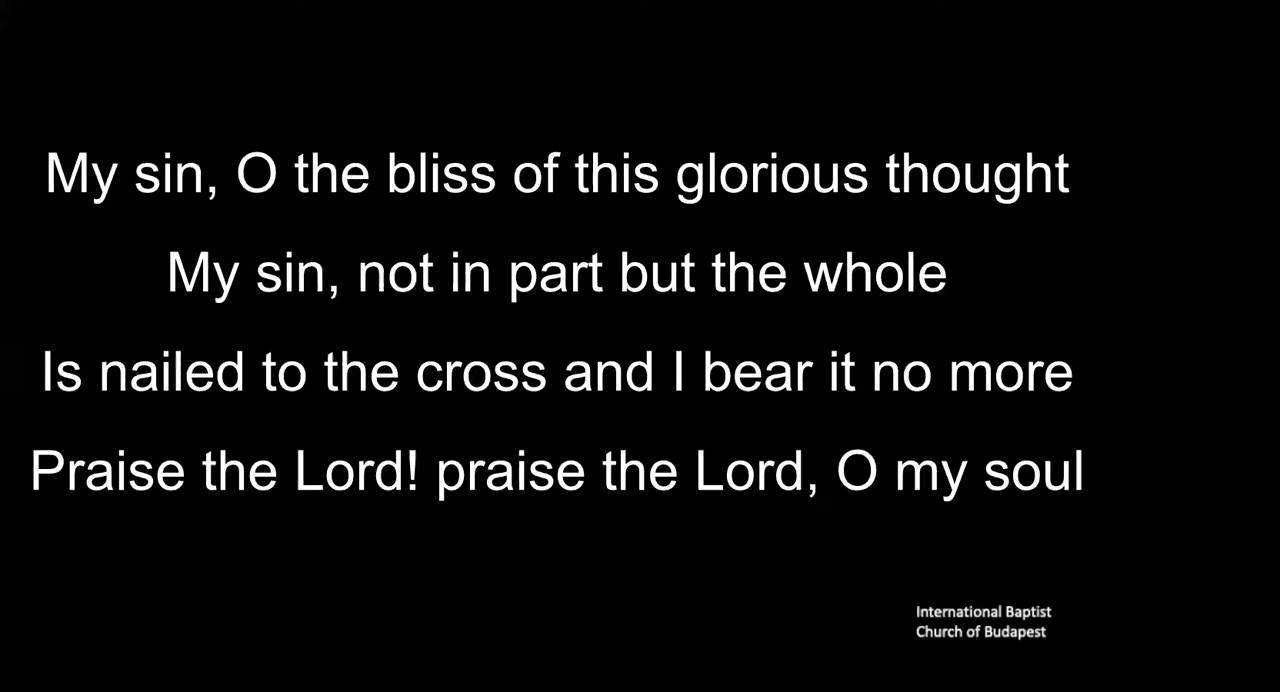 My sin, O the bliss of this glorious thought
My sin, not in part but the whole
Is nailed to the cross and I bear it no more
Praise the Lord! praise the Lord, O my soul
International Baptist
Church of Budapest